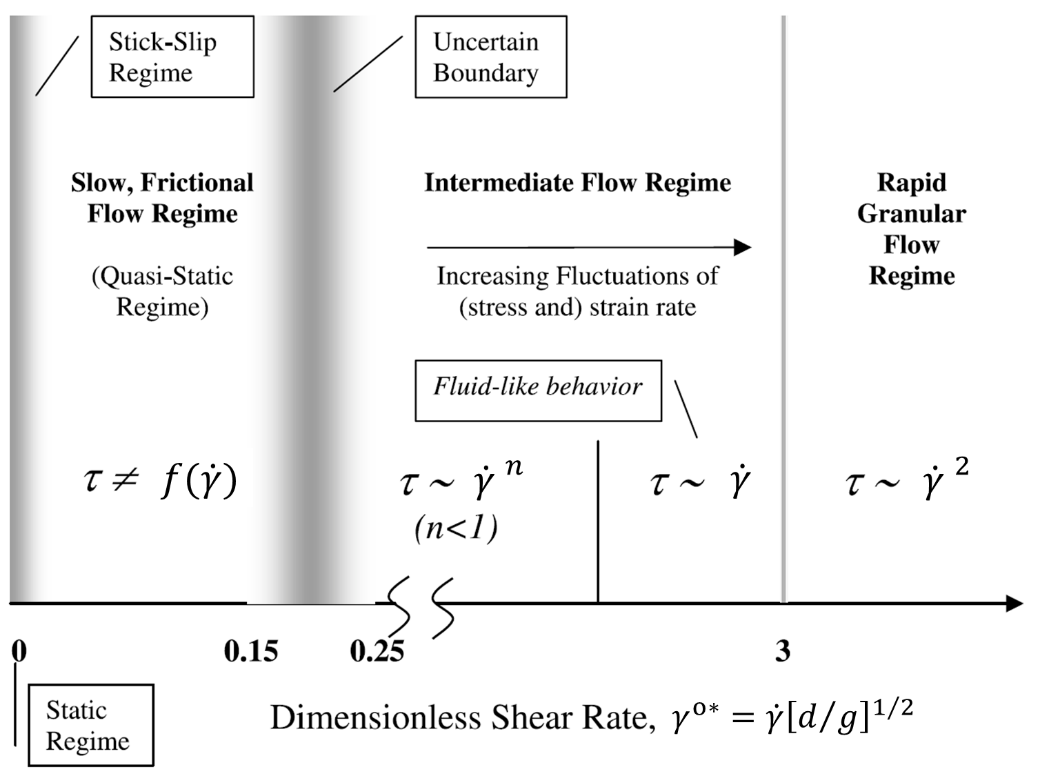 Stick-Slip
Regime
Uncertain
Boundary
Slow, Frictional
Flow Regime
(Quasi-Static
Regime)
Intermediate Flow Regime
Increasing Fluctuations of
(stress and) strain rate
Rapid
Granular
Flow
Regime
Fluid-like behavior
τ ≠ f(γ̇)
τ ~ γ̇ ⁿ
(n<1)
τ ~ γ̇
τ ~ γ̇ ²
0
0.15
0.25
3
Static
Regime
Dimensionless Shear Rate, γ°* = γ̇[d/g]^{1/2}